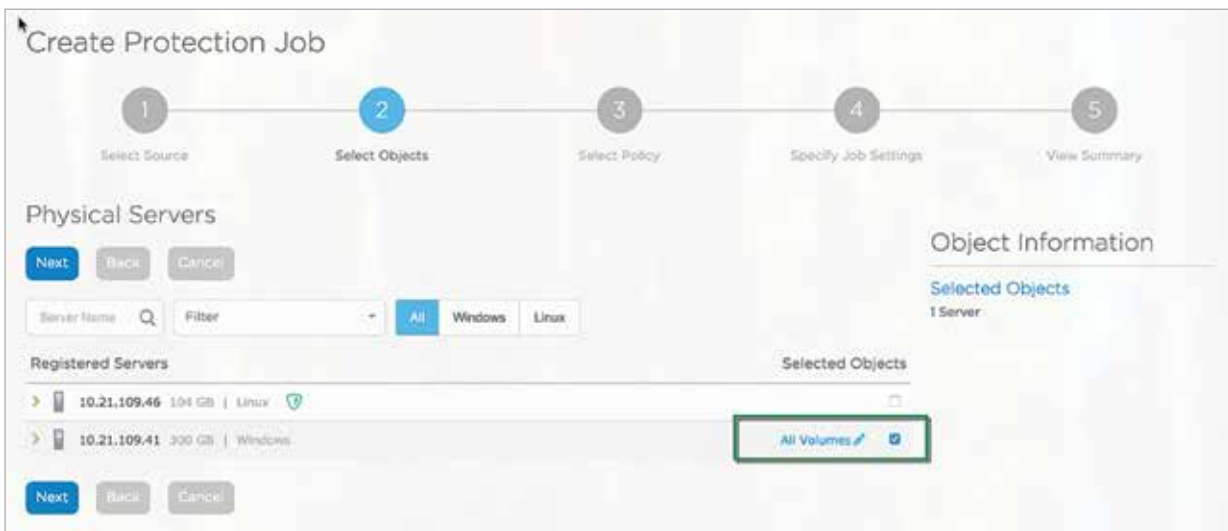 Create Protection Job
1 2 3 4 5
Select Source Select Objects Select Policy Specify Job Settings View Summary
Physical Servers
Next Back Cancel
Object Information
Selected Objects
1 Server
Server Name Filter All Windows Linux
Registered Servers Selected Objects
10.21.109.46 104 GB | Linux
10.21.109.41 300 GB | Windows All Volumes
Next Back Cancel